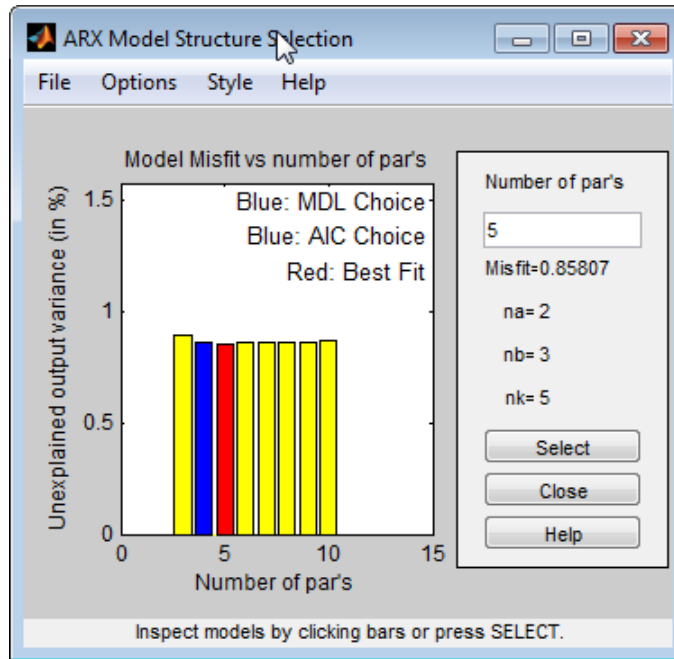 ARX Model Structure Selection
File Options Style Help
Model Misfit vs number of par's
Unexplained output variance (in %)
1.5
1
0.5
0
Blue: MDL Choice
Blue: AIC Choice
Red: Best Fit
0 5 10 15
Number of par's
Number of par's
5
Misfit=0.85807
na= 2
nb= 3
nk= 5
Select
Close
Help
Inspect models by clicking bars or press SELECT.